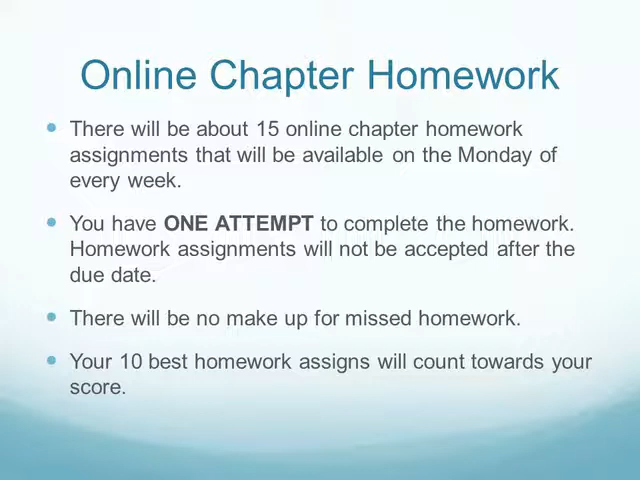 Online Chapter Homework
There will be about 15 online chapter homework
assignments that will be available on the Monday of
every week.
You have ONE ATTEMPT to complete the homework.
Homework assignments will not be accepted after the
due date.
There will be no make up for missed homework.
Your 10 best homework assigns will count towards your
score.